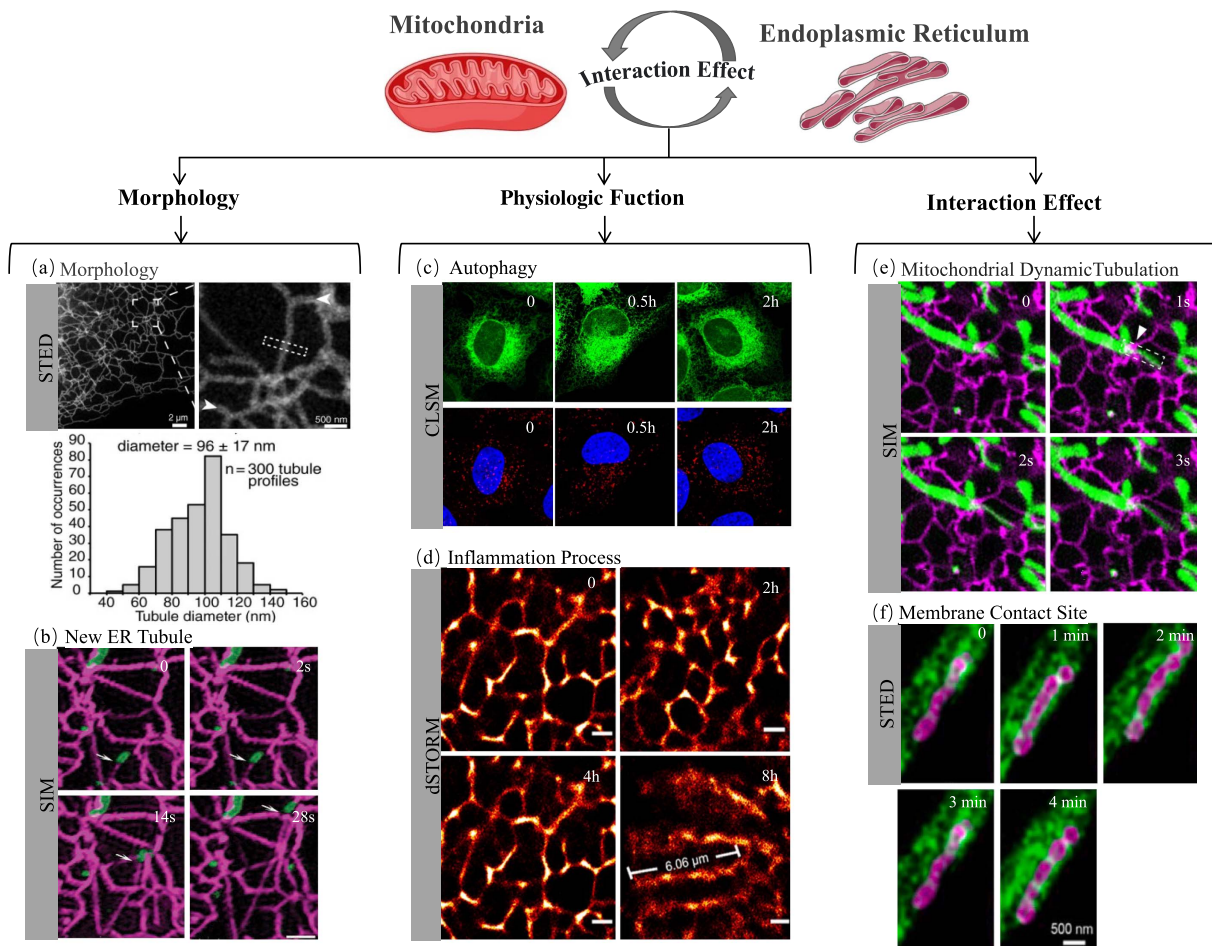 Mitochondria
Endoplasmic Reticulum
Interaction Effect
Morphology
Physiologic Fuction
Interaction Effect
(a) Morphology
STED
2 μm
500 nm
diameter = 96 ± 17 nm
n = 300 tubule
profiles
Number of occurrences
90
80
70
60
50
40
30
20
10
0
40 60 80 100 120 140 160
Tubule diameter (nm)
(b) New ER Tubule
SIM
0
2s
14s
28s
(c) Autophagy
CLSM
0
0.5h
2h
0
0.5h
2h
(d) Inflammation Process
dSTORM
0
2h
4h
8h
6.06 μm
(e) Mitochondrial DynamicTubulation
SIM
0
1s
2s
3s
(f) Membrane Contact Site
STED
0
1 min
2 min
3 min
4 min
500 nm